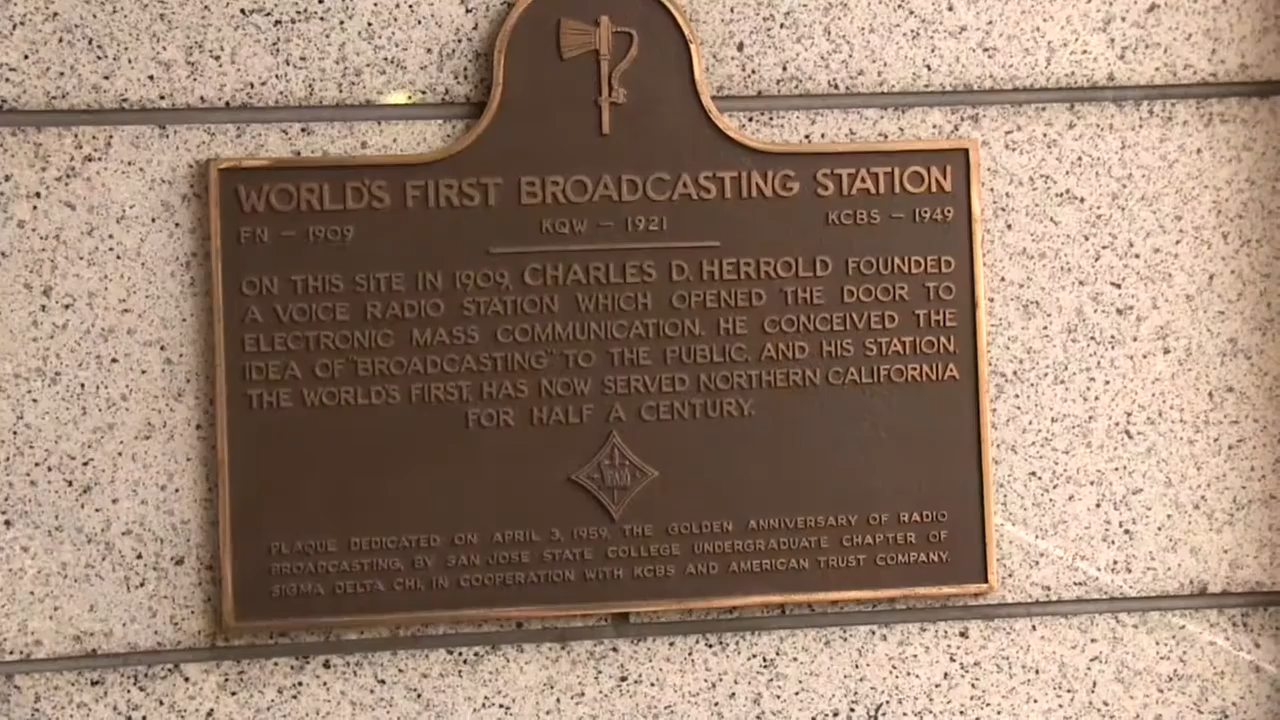 WORLD'S FIRST BROADCASTING STATION
FN – 1909 KQW – 1921 KCBS – 1949
ON THIS SITE IN 1909, CHARLES D. HERROLD FOUNDED
A VOICE RADIO STATION WHICH OPENED THE DOOR TO
ELECTRONIC MASS COMMUNICATION. HE CONCEIVED THE
IDEA OF "BROADCASTING" TO THE PUBLIC, AND HIS STATION,
THE WORLD'S FIRST, HAS NOW SERVED NORTHERN CALIFORNIA
FOR HALF A CENTURY.
PLAQUE DEDICATED ON APRIL 3, 1959, THE GOLDEN ANNIVERSARY OF RADIO
BROADCASTING, BY SAN JOSE STATE COLLEGE UNDERGRADUATE CHAPTER OF
SIGMA DELTA CHI, IN COOPERATION WITH KCBS AND AMERICAN TRUST COMPANY.